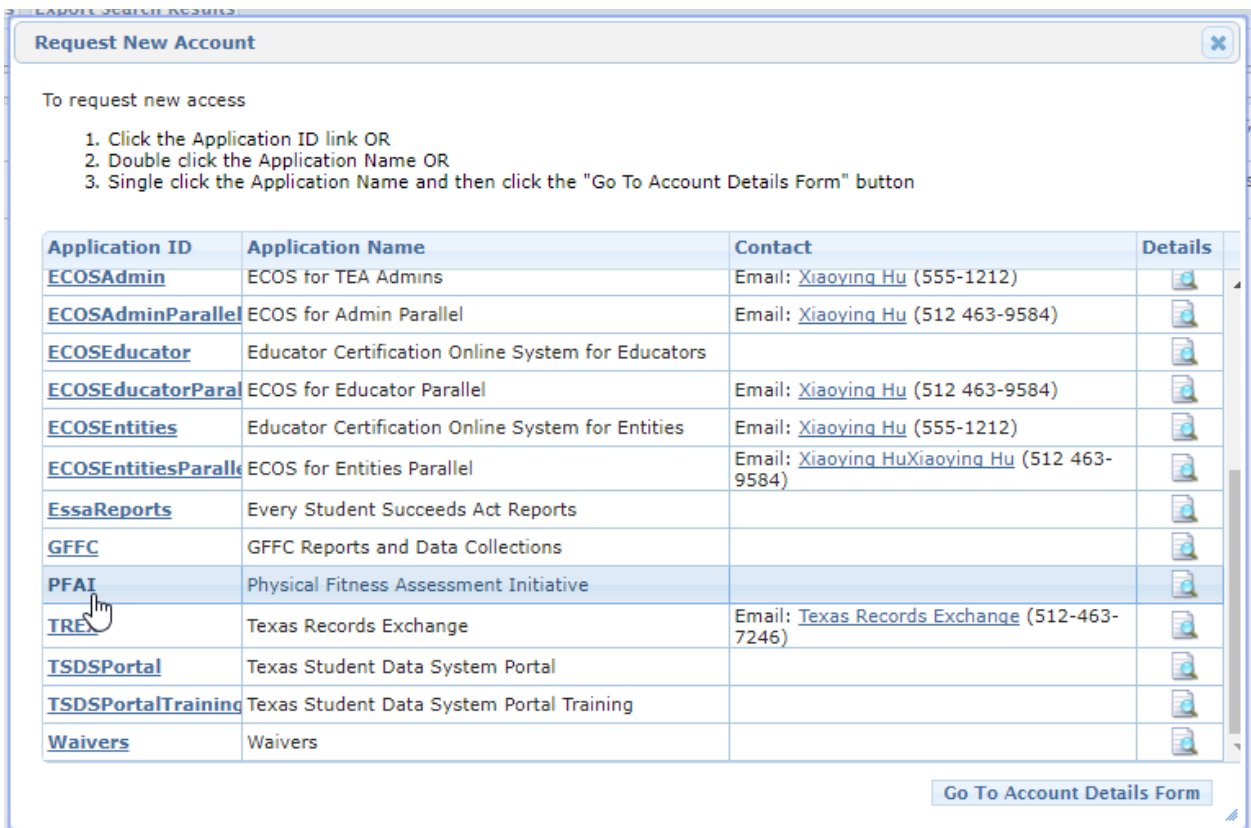 Export Search Results
Request New Account
To request new access
1. Click the Application ID link OR
2. Double click the Application Name OR
3. Single click the Application Name and then click the "Go To Account Details Form" button
Application ID Application Name Contact Details
ECOSAdmin ECOS for TEA Admins Email: Xiaoying Hu (555-1212)
ECOSAdminParallel ECOS for Admin Parallel Email: Xiaoying Hu (512 463-9584)
ECOSEducator Educator Certification Online System for Educators
ECOSEducatorParal ECOS for Educator Parallel Email: Xiaoying Hu (512 463-9584)
ECOSEntities Educator Certification Online System for Entities Email: Xiaoying Hu (555-1212)
ECOSEntitiesParalle ECOS for Entities Parallel Email: Xiaoying HuXiaoying Hu (512 463-
9584)
EssaReports Every Student Succeeds Act Reports
GFFC GFFC Reports and Data Collections
PFAI Physical Fitness Assessment Initiative
TREX Texas Records Exchange Email: Texas Records Exchange (512-463-
7246)
TSDSPortal Texas Student Data System Portal
TSDSPortalTraining Texas Student Data System Portal Training
Waivers Waivers
Go To Account Details Form